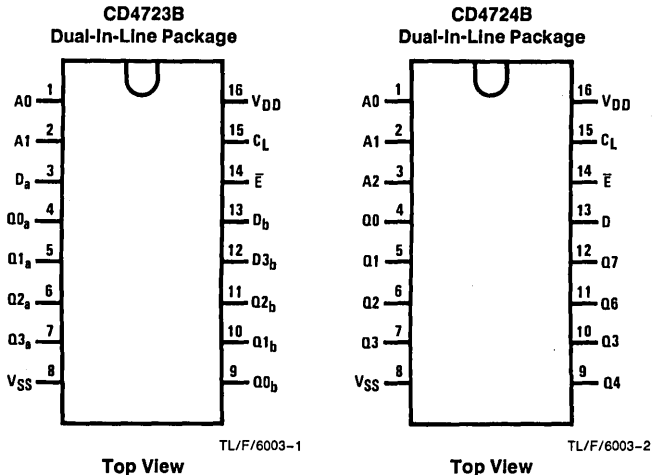 CD4723B
Dual-In-Line Package
A0 1
A1 2
Da 3
Q0a 4
Q1a 5
Q2a 6
Q3a 7
VSS 8
16 VDD
15 CL
14 E̅
13 Db
12 D3b
11 Q2b
10 Q1b
9 Q0b
TL/F/6003-1
Top View
CD4724B
Dual-In-Line Package
A0 1
A1 2
A2 3
Q0 4
Q1 5
Q2 6
Q3 7
VSS 8
16 VDD
15 CL
14 E̅
13 D
12 Q7
11 Q6
10 Q3
9 Q4
TL/F/6003-2
Top View